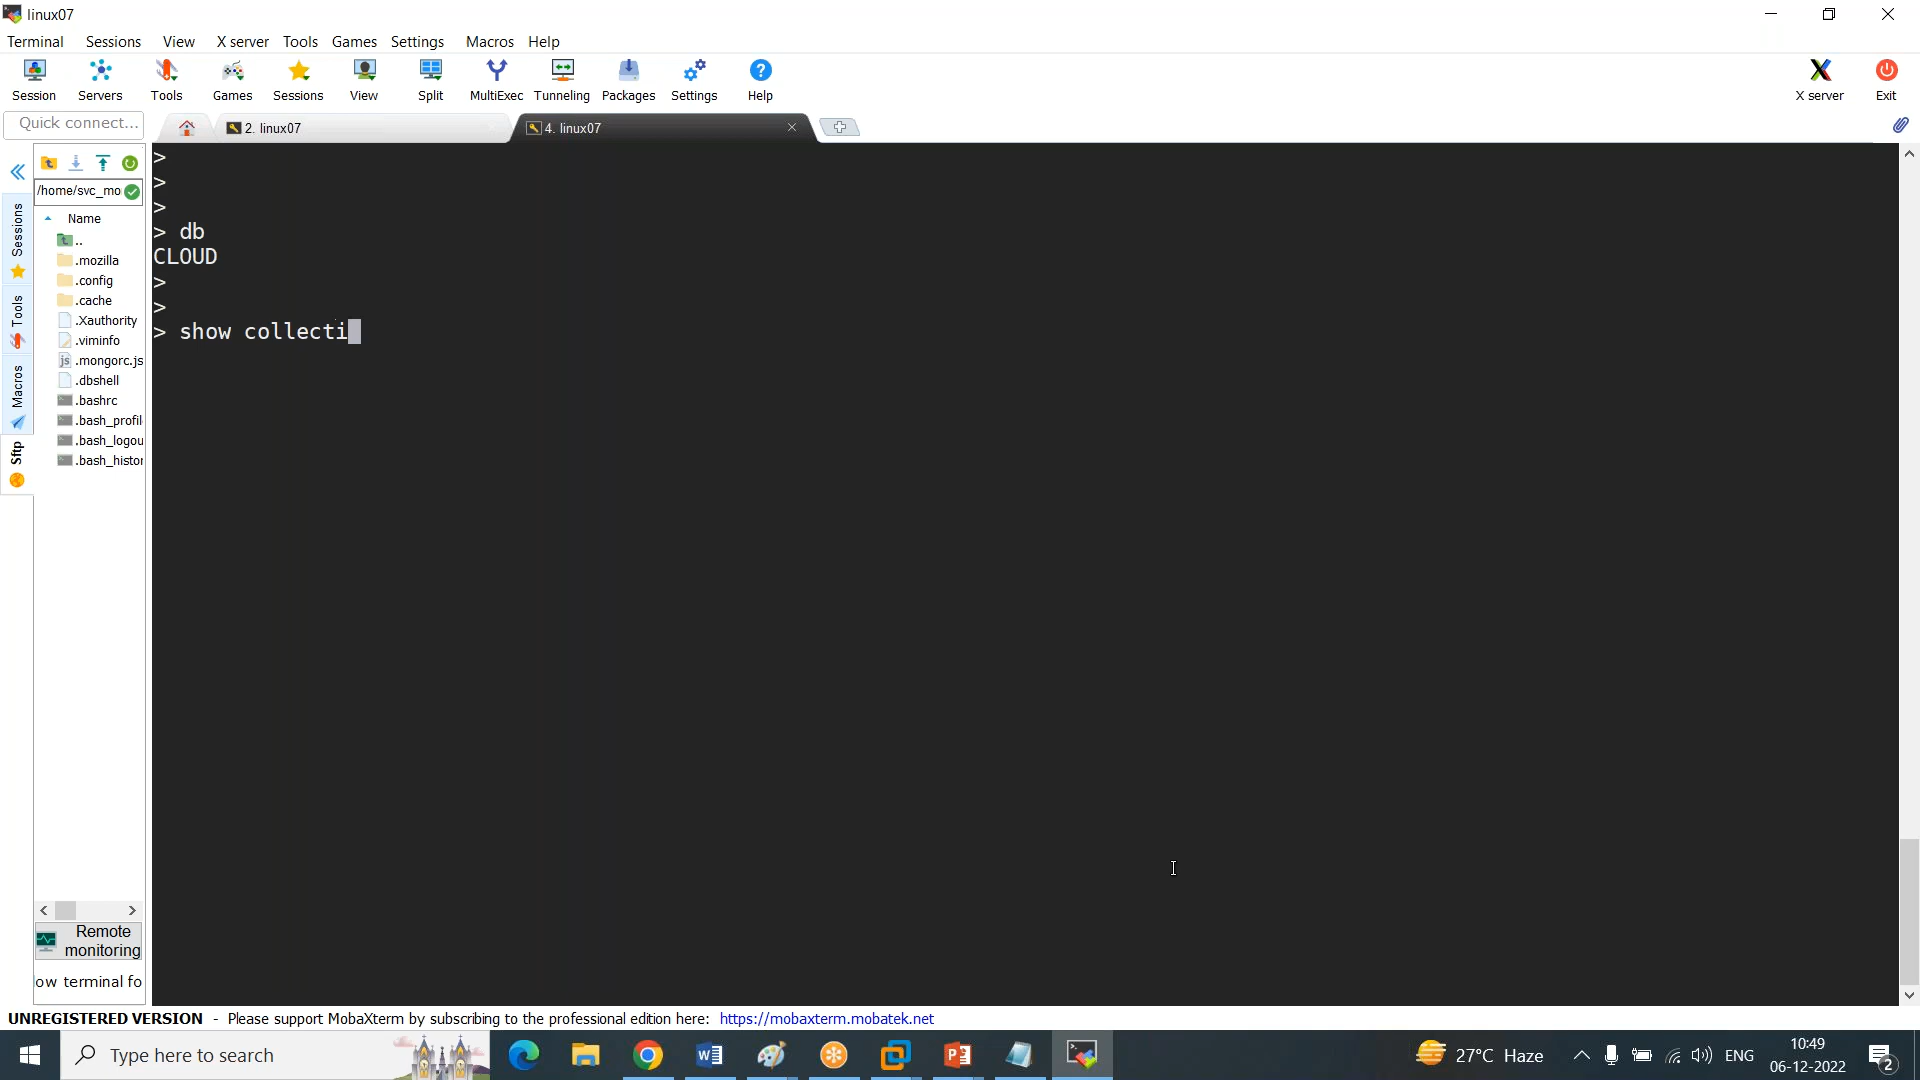 linux07
Terminal Sessions View X server Tools Games Settings Macros Help
Session Servers Tools Games Sessions View Split MultiExec Tunneling Packages Settings Help X server Exit
Quick connect... 2. linux07 4. linux07
/home/svc_mo
Name
..
.mozilla
.config
.cache
.Xauthority
.viminfo
.mongorc.js
.dbshell
.bashrc
.bash_profil
.bash_logou
.bash_histor
Sessions
Tools
Macros
Sftp
>
>
>
> db
CLOUD
>
>
> show collecti
Remote
monitoring
ow terminal fo
UNREGISTERED VERSION - Please support MobaXterm by subscribing to the professional edition here: https://mobaxterm.mobatek.net
Type here to search
27°C Haze
ENG
10:49
06-12-2022
2